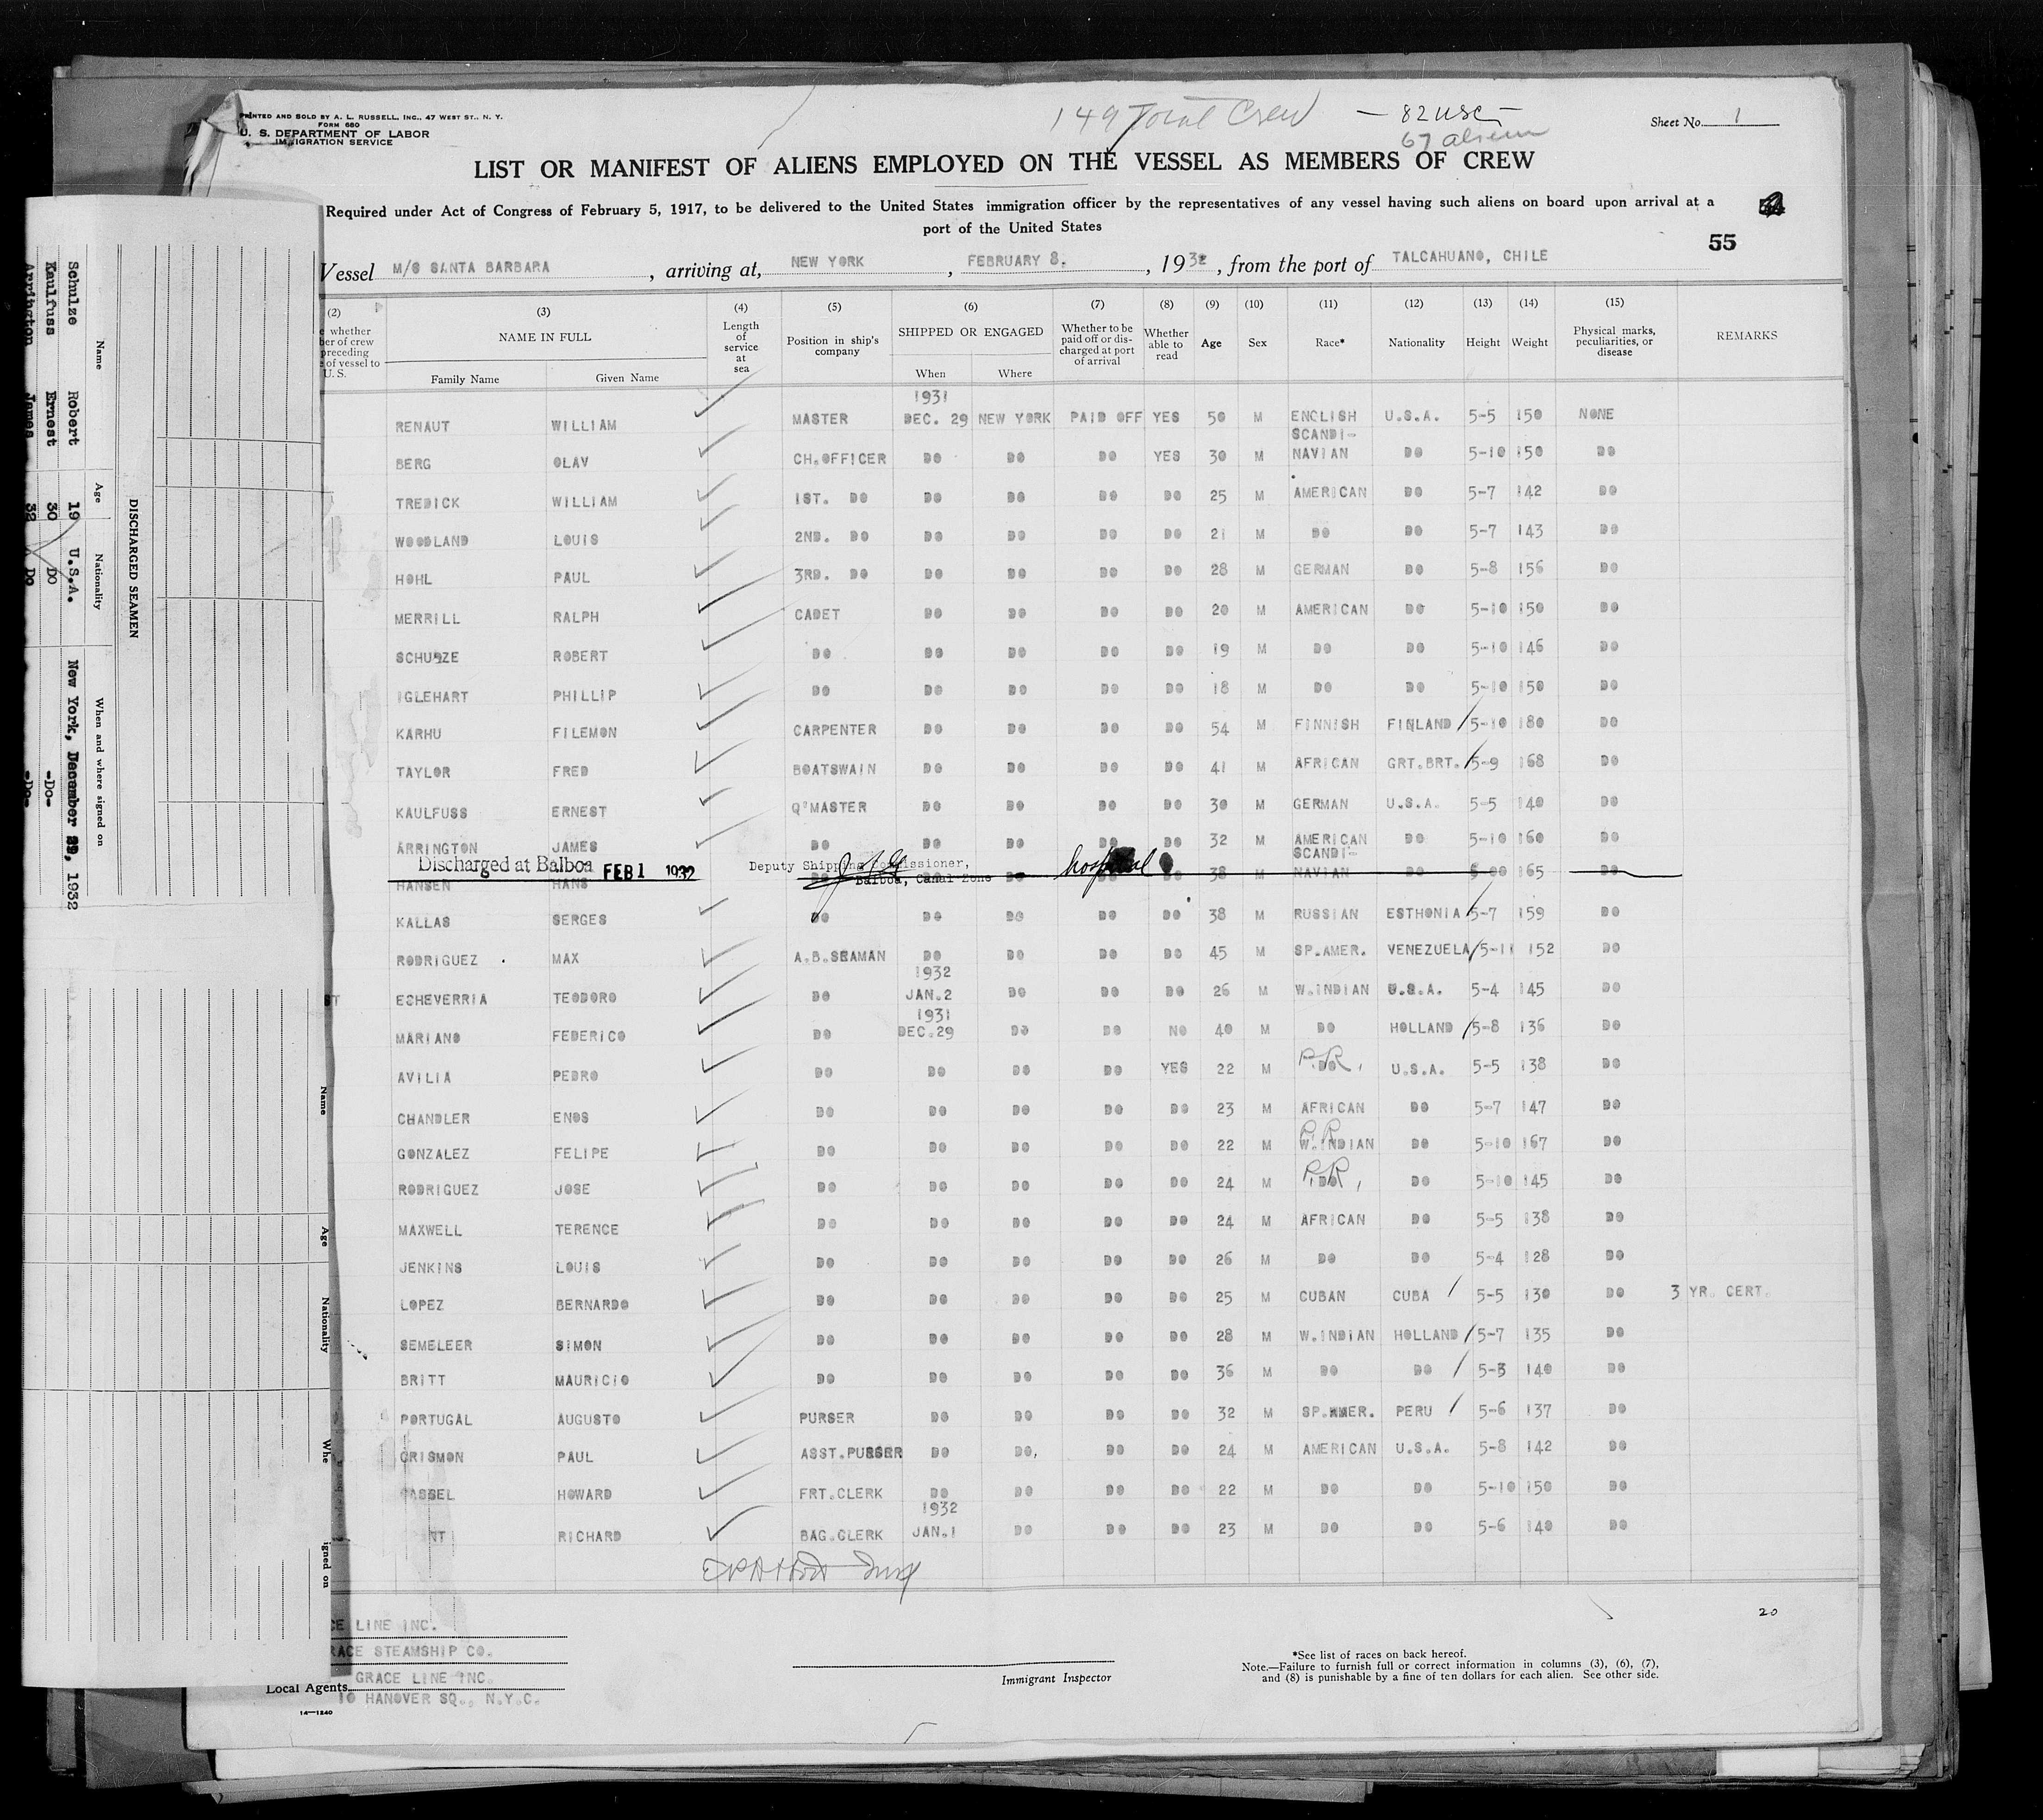 PRINTED AND SOLD BY A. L. RUSSELL, INC., 47 WEST ST., N. Y.
FORM 680
U. S. DEPARTMENT OF LABOR
IMMIGRATION SERVICE
149 Total Crew — 82 USC —
67 aliens
Sheet No. 1
LIST OR MANIFEST OF ALIENS EMPLOYED ON THE VESSEL AS MEMBERS OF CREW
Required under Act of Congress of February 5, 1917, to be delivered to the United States immigration officer by the representatives of any vessel having such aliens on board upon arrival at a
port of the United States
55
Vessel M/S SANTA BARBARA, arriving at, NEW YORK, FEBRUARY 8., 1932, from the port of TALCAHUANO, CHILE
(2) (3) (4) (5) (6) (7) (8) (9) (10) (11) (12) (13) (14) (15)
whether
ber of crew
preceding
of vessel to
U.S.
NAME IN FULL
Family Name Given Name
Length of service at sea
Position in ship's company
SHIPPED OR ENGAGED
When Where
Whether to be paid off or discharged at port of arrival
Whether able to read
Age Sex Race* Nationality Height Weight
Physical marks, peculiarities, or disease
REMARKS
1931
RENAUT WILLIAM MASTER DEC. 29 NEW YORK PAID OFF YES 50 M ENGLISH U.S.A. 5-5 150 NONE
BERG OLAV CH.OFFICER DO DO DO YES 30 M SCANDI-NAVIAN DO 5-10 150 DO
TREDICK WILLIAM 1ST. DO DO DO DO DO 25 M AMERICAN DO 5-7 142 DO
WOODLAND LOUIS 2ND. DO DO DO DO DO 21 M DO DO 5-7 143 DO
HOHL PAUL 3RD. DO DO DO DO DO 28 M GERMAN DO 5-8 156 DO
MERRILL RALPH CADET DO DO DO DO 20 M AMERICAN DO 5-10 150 DO
SCHULZE ROBERT DO DO DO DO DO 19 M DO DO 5-10 146 DO
IGLEHART PHILLIP DO DO DO DO DO 18 M DO DO 5-10 150 DO
KARHU FILEMON CARPENTER DO DO DO DO 54 M FINNISH FINLAND 5-10 180 DO
TAYLOR FRED BOATSWAIN DO DO DO DO 41 M AFRICAN GRT.BRT. 5-9 168 DO
KAULFUSS ERNEST Q'MASTER DO DO DO DO 30 M GERMAN U.S.A. 5-5 140 DO
ARRINGTON JAMES DO DO DO DO DO 32 M AMERICAN DO 5-10 160 DO
Discharged at Balboa FEB 1 1932 Deputy Shipping Commissioner, Balboa, Canal Zone hospital
HANSEN HANS DO DO DO DO DO 38 M SCANDI-NAVIAN DO 165 DO
KALLAS SERGES DO DO DO DO DO 38 M RUSSIAN ESTHONIA 5-7 159 DO
RODRIGUEZ MAX A.B.SEAMAN DO DO DO DO 45 M SP.AMER. VENEZUELA 5-11 152 DO
1932
ST ECHEVERRIA TEODORO DO JAN.2 DO DO DO 26 M W.INDIAN U.S.A. 5-4 145 DO
1931
MARIANO FEDERICO DO DEC.29 DO DO NO 40 M DO HOLLAND 5-8 136 DO
AVILIA PEDRO DO DO DO DO YES 22 M DO P.R. U.S.A. 5-5 138 DO
CHANDLER ENOS DO DO DO DO DO 23 M AFRICAN DO 5-7 147 DO
GONZALEZ FELIPE DO DO DO DO DO 22 M W.INDIAN P.R. DO 5-10 167 DO
RODRIGUEZ JOSE DO DO DO DO DO 24 M DO P.R. DO 5-10 145 DO
MAXWELL TERENCE DO DO DO DO DO 24 M AFRICAN DO 5-5 138 DO
JENKINS LOUIS DO DO DO DO DO 26 M DO DO 5-4 128 DO
LOPEZ BERNARDO DO DO DO DO DO 25 M CUBAN CUBA 5-5 130 DO 3 YR. CERT.
SEMELEER SIMON DO DO DO DO DO 28 M W.INDIAN HOLLAND 5-7 135 DO
BRITT MAURICIO DO DO DO DO DO 36 M DO DO 5-3 140 DO
PORTUGAL AUGUSTO PURSER DO DO DO DO 32 M SP.AMER. PERU 5-6 137 DO
CRISMON PAUL ASST.PURSER DO DO, DO DO 24 M AMERICAN U.S.A. 5-8 142 DO
HOWARD FRT.CLERK DO DO DO DO 22 M DO DO 5-10 150 DO
1932
NT RICHARD BAG.CLERK JAN.1 DO DO DO 23 M DO DO 5-6 140 DO
CE LINE INC.
RACE STEAMSHIP CO.
GRACE LINE INC.
Local Agents
10 HANOVER SQ., N.Y.C.
14—1240
Immigrant Inspector
20
*See list of races on back hereof.
Note.—Failure to furnish full or correct information in columns (3), (6), (7),
and (8) is punishable by a fine of ten dollars for each alien. See other side.
DISCHARGED SEAMEN
Name Age Nationality When and where signed on
Schulze Robert 19 U.S.A. New York, December 29, 1932
Kaulfuss Ernest 30 Do -Do-
Arrington James 32 Do -Do-
Name Age Nationality Whe igned on